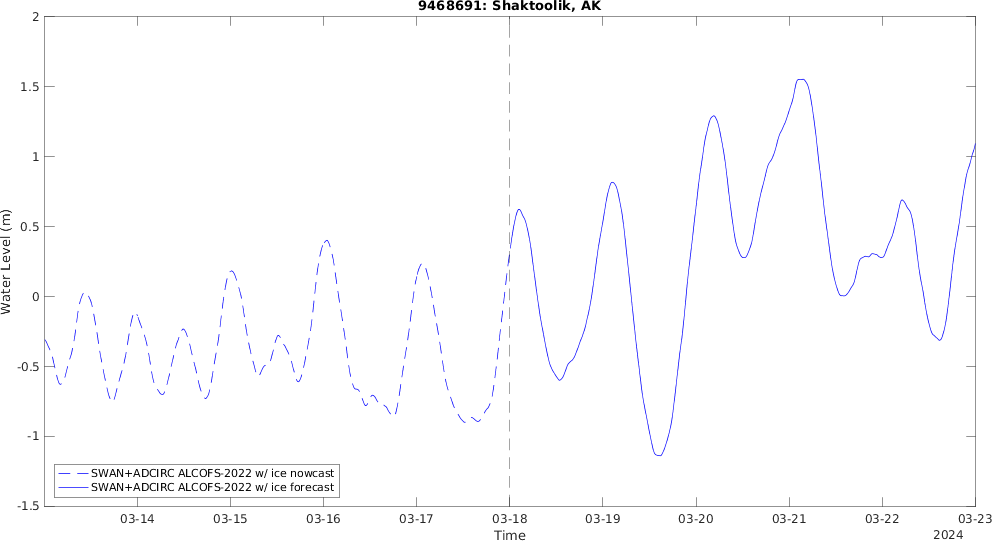 9468691: Shaktoolik, AK
Water Level (m)
2
1.5
1
0.5
0
-0.5
-1
-1.5
SWAN+ADCIRC ALCOFS-2022 w/ ice nowcast
SWAN+ADCIRC ALCOFS-2022 w/ ice forecast
03-14 03-15 03-16 03-17 03-18 03-19 03-20 03-21 03-22 03-23
Time
2024